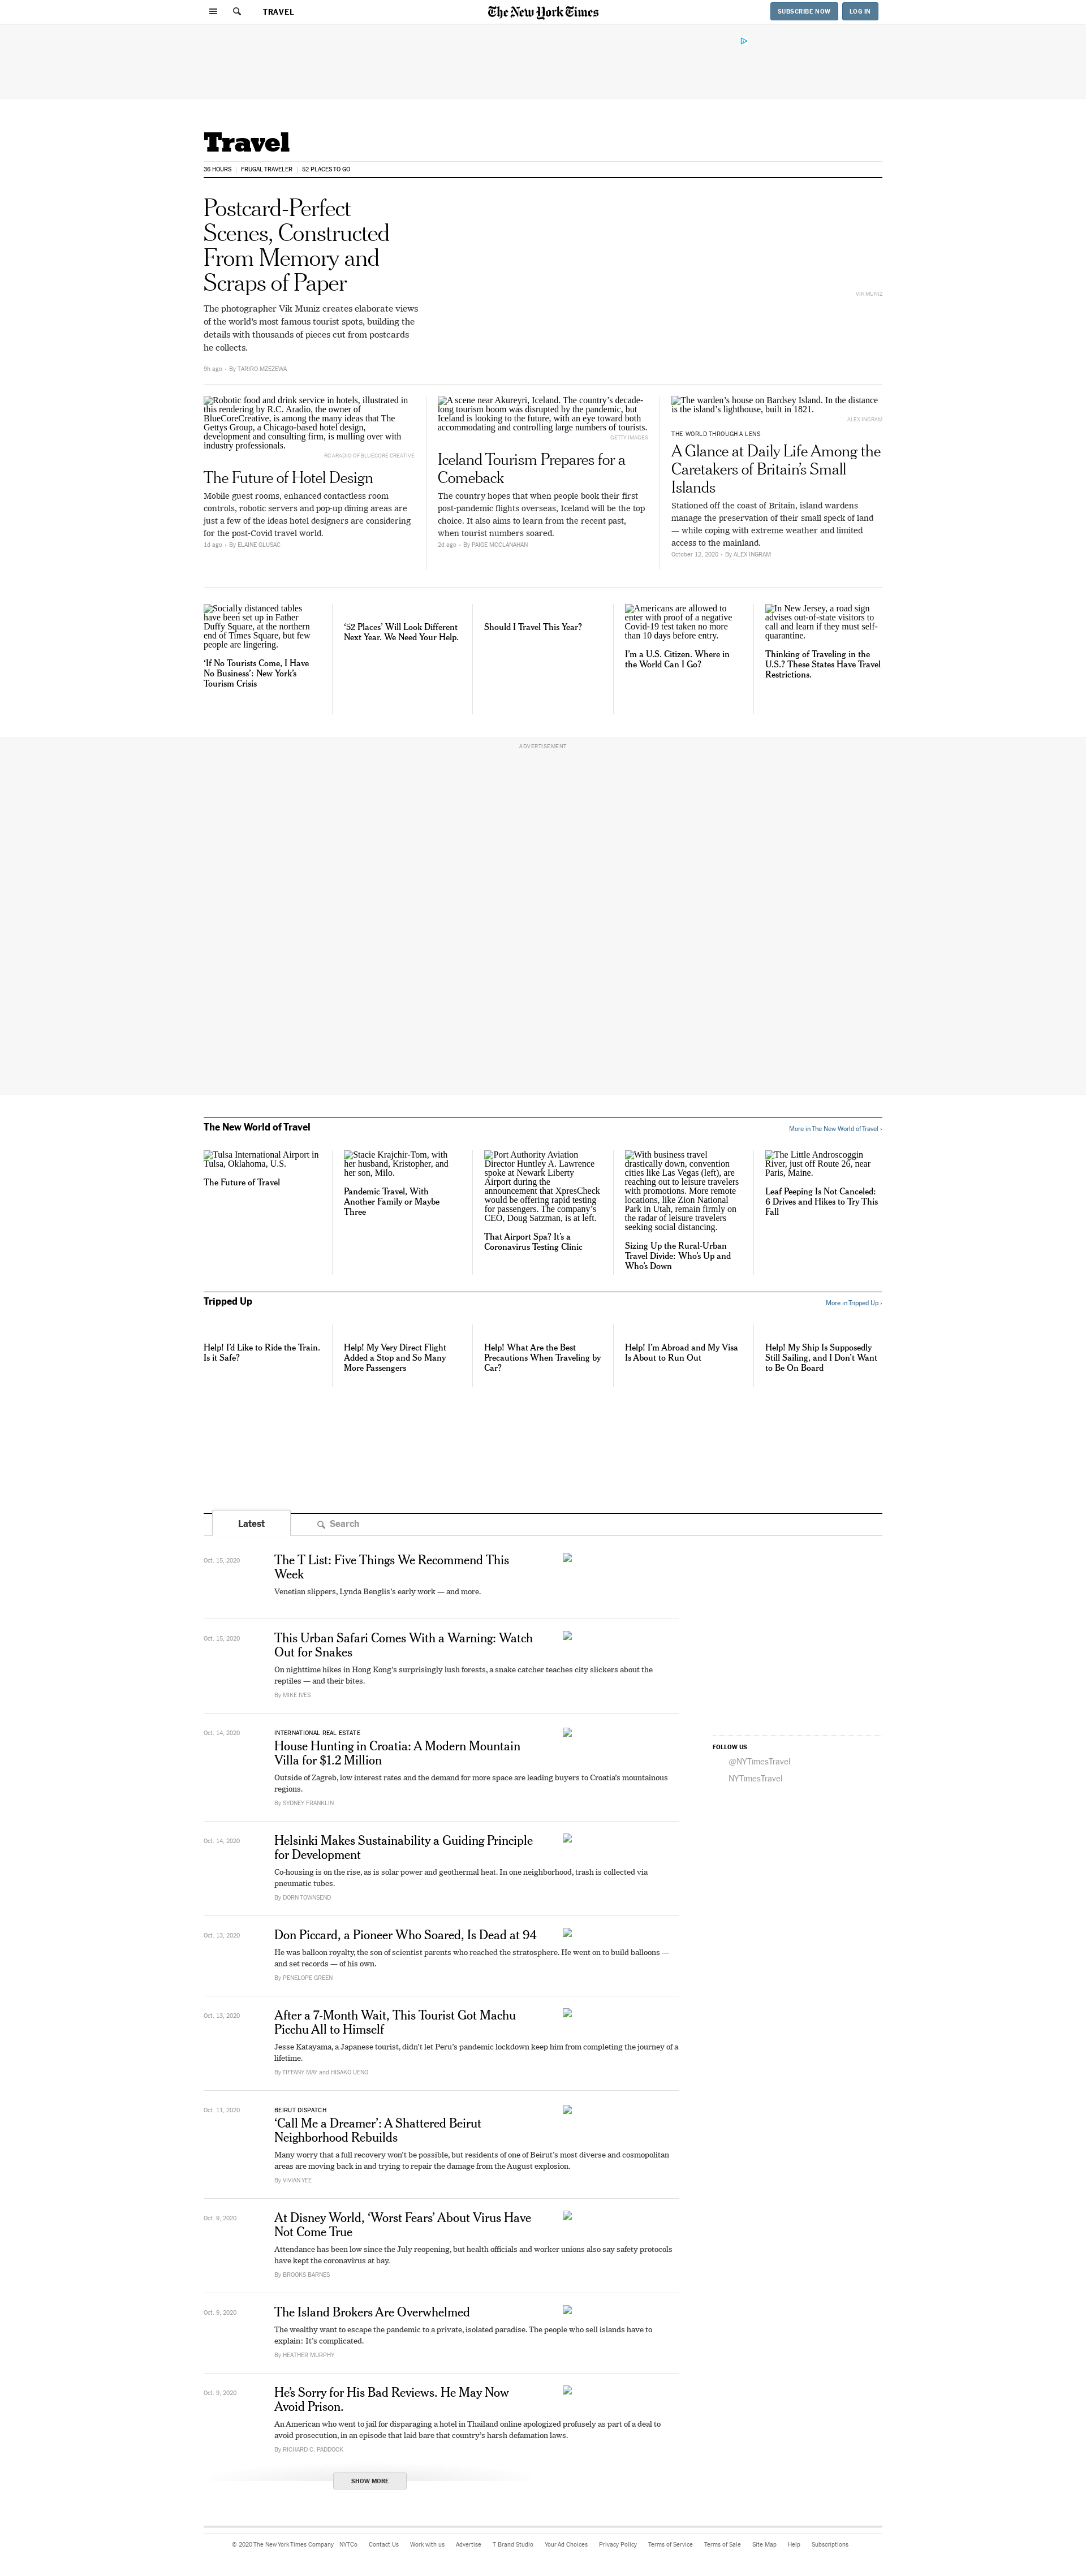 TRAVEL
The New York Times
SUBSCRIBE NOW
LOG IN
Travel
36 HOURS
FRUGAL TRAVELER
52 PLACES TO GO
Postcard-Perfect
Scenes, Constructed
From Memory and
Scraps of Paper
The photographer Vik Muniz creates elaborate views
of the world's most famous tourist spots, building the
details with thousands of pieces cut from postcards
he collects.
9h ago - By TARIRO MZEZEWA
VIK MUNIZ
Robotic food and drink service in hotels, illustrated in
this rendering by R.C. Aradio, the owner of
BlueCoreCreative, is among the many ideas that The
Gettys Group, a Chicago-based hotel design,
development and consulting firm, is mulling over with
industry professionals.
RC ARADIO OF BLUECORE CREATIVE
The Future of Hotel Design
Mobile guest rooms, enhanced contactless room
controls, robotic servers and pop-up dining areas are
just a few of the ideas hotel designers are considering
for the post-Covid travel world.
1d ago - By ELAINE GLUSAC
A scene near Akureyri, Iceland. The country's decade-
long tourism boom was disrupted by the pandemic, but
Iceland is looking to the future, with an eye toward both
accommodating and controlling large numbers of tourists.
GETTY IMAGES
Iceland Tourism Prepares for a
Comeback
The country hopes that when people book their first
post-pandemic flights overseas, Iceland will be the top
choice. It also aims to learn from the recent past,
when tourist numbers soared.
2d ago - By PAIGE MCCLANAHAN
The warden's house on Bardsey Island. In the distance
is the island's lighthouse, built in 1821.
ALEX INGRAM
THE WORLD THROUGH A LENS
A Glance at Daily Life Among the
Caretakers of Britain's Small
Islands
Stationed off the coast of Britain, island wardens
manage the preservation of their small speck of land
— while coping with extreme weather and limited
access to the mainland.
October 12, 2020 - By ALEX INGRAM
Socially distanced tables
have been set up in Father
Duffy Square, at the northern
end of Times Square, but few
people are lingering.
'If No Tourists Come, I Have
No Business': New York's
Tourism Crisis
'52 Places' Will Look Different
Next Year. We Need Your Help.
Should I Travel This Year?
Americans are allowed to
enter with proof of a negative
Covid-19 test taken no more
than 10 days before entry.
I'm a U.S. Citizen. Where in
the World Can I Go?
In New Jersey, a road sign
advises out-of-state visitors to
call and learn if they must self-
quarantine.
Thinking of Traveling in the
U.S.? These States Have Travel
Restrictions.
ADVERTISEMENT
The New World of Travel
More in The New World of Travel ›
Tulsa International Airport in
Tulsa, Oklahoma, U.S.
The Future of Travel
Stacie Krajchir-Tom, with
her husband, Kristopher, and
her son, Milo.
Pandemic Travel, With
Another Family or Maybe
Three
Port Authority Aviation
Director Huntley A. Lawrence
spoke at Newark Liberty
Airport during the
announcement that XpresCheck
would be offering rapid testing
for passengers. The company's
CEO, Doug Satzman, is at left.
That Airport Spa? It's a
Coronavirus Testing Clinic
With business travel
drastically down, convention
cities like Las Vegas (left), are
reaching out to leisure travelers
with promotions. More remote
locations, like Zion National
Park in Utah, remain firmly on
the radar of leisure travelers
seeking social distancing.
Sizing Up the Rural-Urban
Travel Divide: Who's Up and
Who's Down
The Little Androscoggin
River, just off Route 26, near
Paris, Maine.
Leaf Peeping Is Not Canceled:
6 Drives and Hikes to Try This
Fall
Tripped Up
More in Tripped Up ›
Help! I'd Like to Ride the Train.
Is it Safe?
Help! My Very Direct Flight
Added a Stop and So Many
More Passengers
Help! What Are the Best
Precautions When Traveling by
Car?
Help! I'm Abroad and My Visa
Is About to Run Out
Help! My Ship Is Supposedly
Still Sailing, and I Don't Want
to Be On Board
Latest
Search
Oct. 15, 2020
The T List: Five Things We Recommend This
Week
Venetian slippers, Lynda Benglis's early work — and more.
Oct. 15, 2020
This Urban Safari Comes With a Warning: Watch
Out for Snakes
On nighttime hikes in Hong Kong's surprisingly lush forests, a snake catcher teaches city slickers about the
reptiles — and their bites.
By MIKE IVES
Oct. 14, 2020
INTERNATIONAL REAL ESTATE
House Hunting in Croatia: A Modern Mountain
Villa for $1.2 Million
Outside of Zagreb, low interest rates and the demand for more space are leading buyers to Croatia's mountainous
regions.
By SYDNEY FRANKLIN
FOLLOW US
@NYTimesTravel
NYTimesTravel
Oct. 14, 2020
Helsinki Makes Sustainability a Guiding Principle
for Development
Co-housing is on the rise, as is solar power and geothermal heat. In one neighborhood, trash is collected via
pneumatic tubes.
By DORN TOWNSEND
Oct. 13, 2020
Don Piccard, a Pioneer Who Soared, Is Dead at 94
He was balloon royalty, the son of scientist parents who reached the stratosphere. He went on to build balloons —
and set records — of his own.
By PENELOPE GREEN
Oct. 13, 2020
After a 7-Month Wait, This Tourist Got Machu
Picchu All to Himself
Jesse Katayama, a Japanese tourist, didn't let Peru's pandemic lockdown keep him from completing the journey of a
lifetime.
By TIFFANY MAY and HISAKO UENO
Oct. 11, 2020
BEIRUT DISPATCH
'Call Me a Dreamer': A Shattered Beirut
Neighborhood Rebuilds
Many worry that a full recovery won't be possible, but residents of one of Beirut's most diverse and cosmopolitan
areas are moving back in and trying to repair the damage from the August explosion.
By VIVIAN YEE
Oct. 9, 2020
At Disney World, 'Worst Fears' About Virus Have
Not Come True
Attendance has been low since the July reopening, but health officials and worker unions also say safety protocols
have kept the coronavirus at bay.
By BROOKS BARNES
Oct. 9, 2020
The Island Brokers Are Overwhelmed
The wealthy want to escape the pandemic to a private, isolated paradise. The people who sell islands have to
explain: It's complicated.
By HEATHER MURPHY
Oct. 9, 2020
He's Sorry for His Bad Reviews. He May Now
Avoid Prison.
An American who went to jail for disparaging a hotel in Thailand online apologized profusely as part of a deal to
avoid prosecution, in an episode that laid bare that country's harsh defamation laws.
By RICHARD C. PADDOCK
SHOW MORE
© 2020 The New York Times Company NYTCo Contact Us Work with us Advertise T Brand Studio Your Ad Choices Privacy Policy Terms of Service Terms of Sale Site Map Help Subscriptions